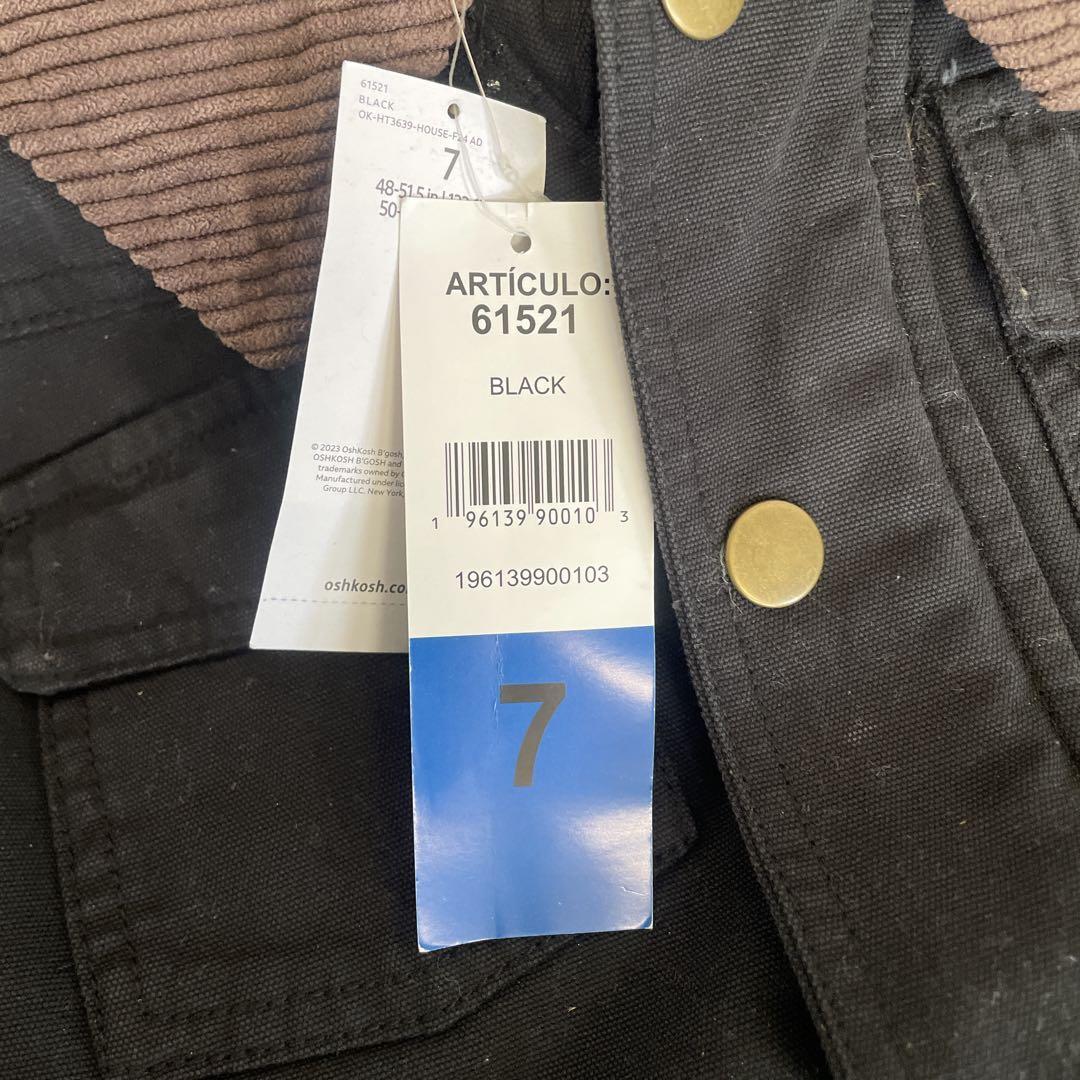 61521
BLACK
OK-HT3639-HOUSE-F24 AD
7
48-51.5 in
50-
© 2023 OshKosh B'gosh,
OSHKOSH B'GOSH and
trademarks owned by
Manufactured under
Group LLC. New York,
oshkosh.co
ARTÍCULO:
61521
BLACK
1 96139 90010 3
196139900103
7